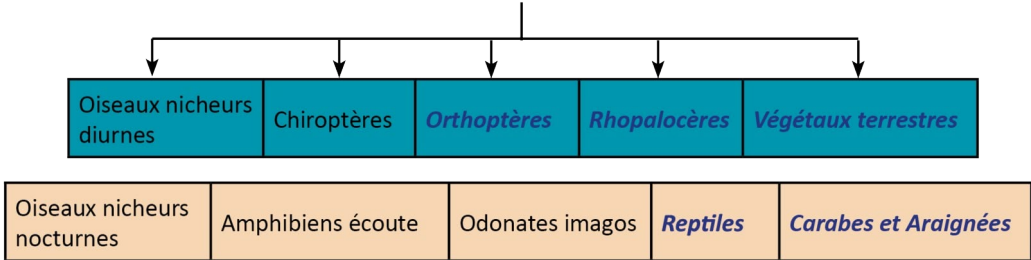 Oiseaux nicheurs
diurnes
Chiroptères
Orthoptères
Rhopalocères
Végétaux terrestres
Oiseaux nicheurs
nocturnes
Amphibiens écoute
Odonates imagos
Reptiles
Carabes et Araignées